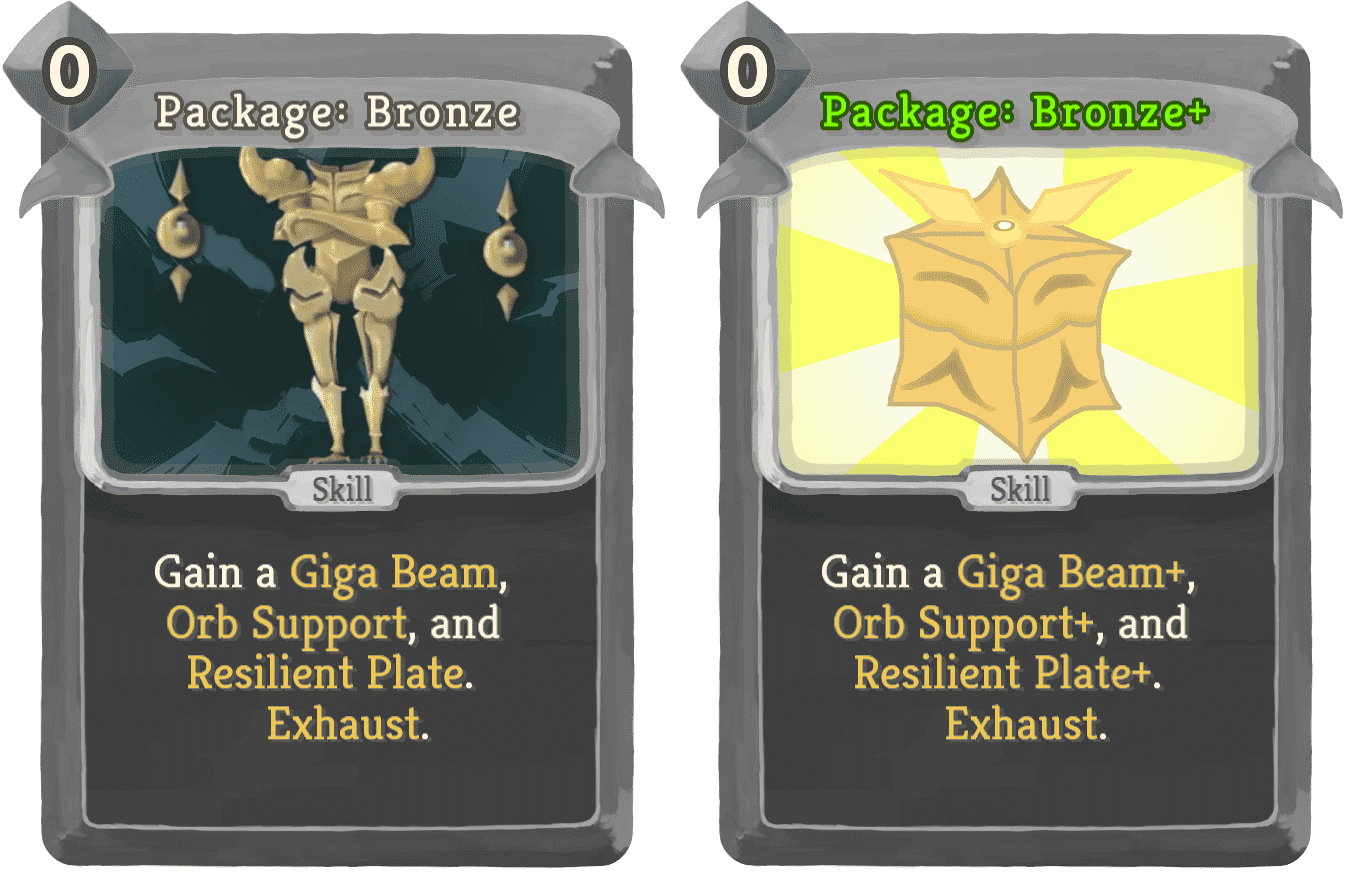 0
Package: Bronze
Skill
Gain a Giga Beam,
Orb Support, and
Resilient Plate.
Exhaust.
0
Package: Bronze+
Skill
Gain a Giga Beam+,
Orb Support+, and
Resilient Plate+.
Exhaust.